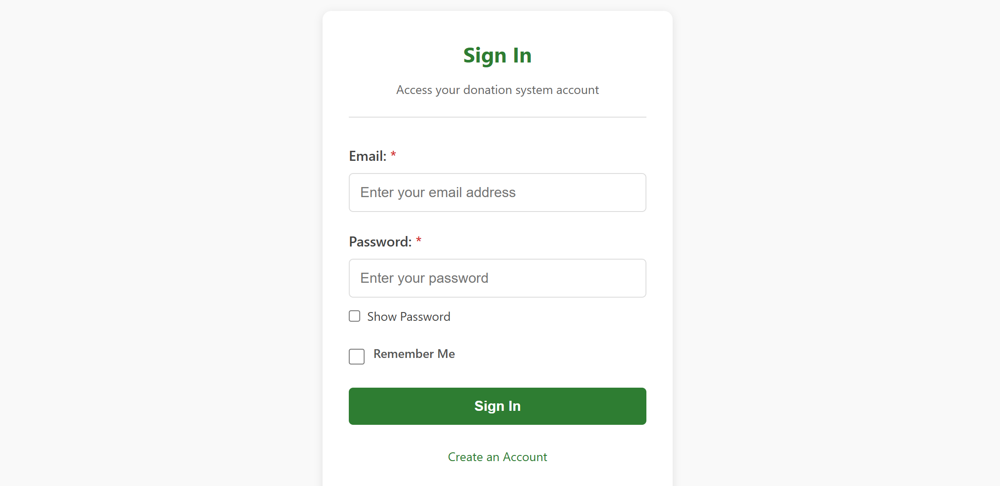 Sign In
Access your donation system account
Email: *
Enter your email address
Password: *
Enter your password
Show Password
Remember Me
Sign In
Create an Account